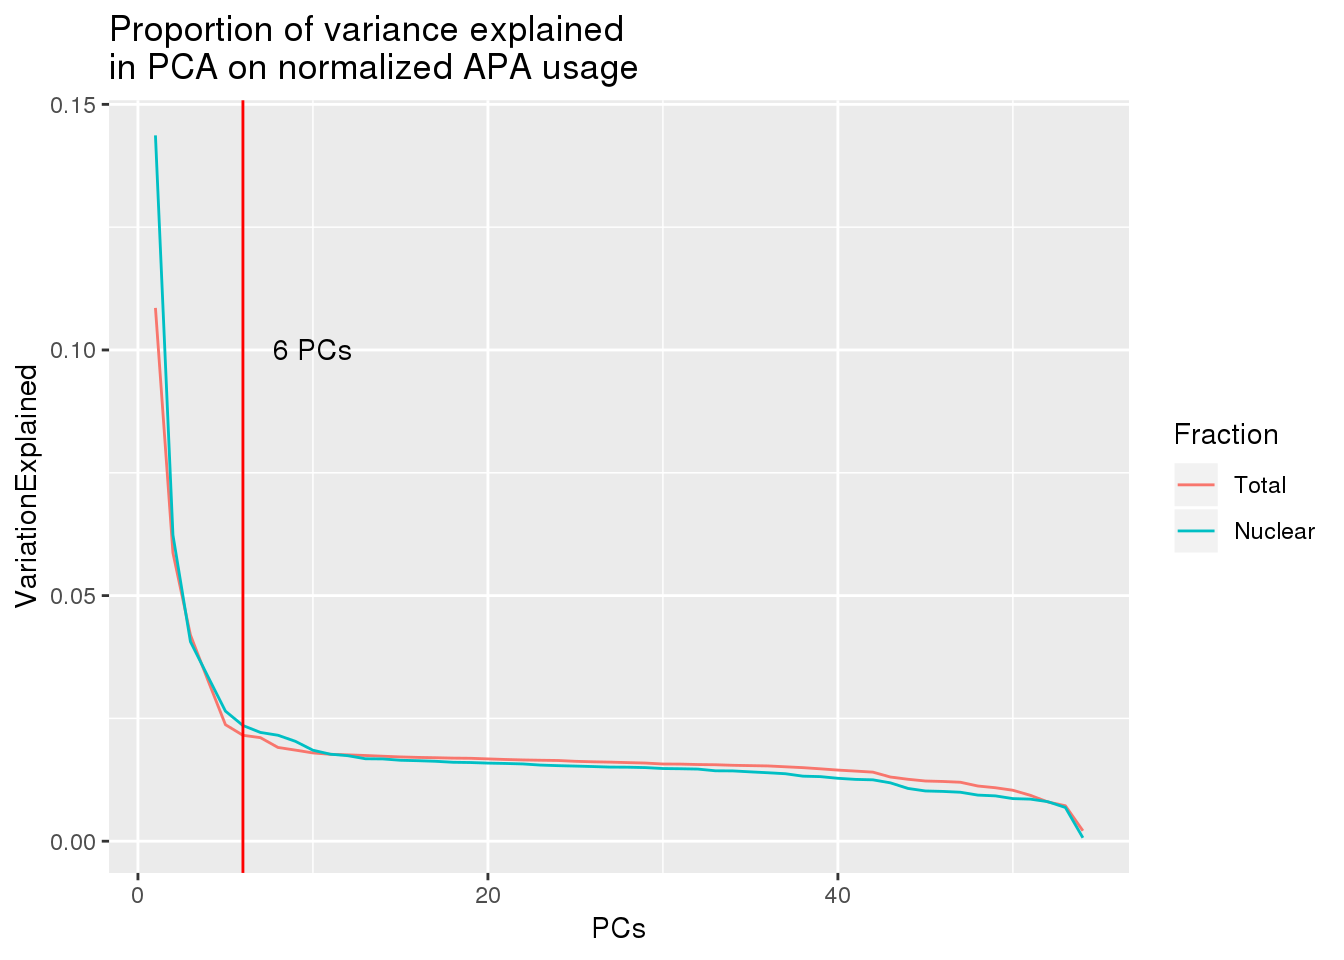 Proportion of variance explained
in PCA on normalized APA usage
0.15
0.10
0.05
0.00
VariationExplained
6 PCs
0
20
40
PCs
Fraction
Total
Nuclear